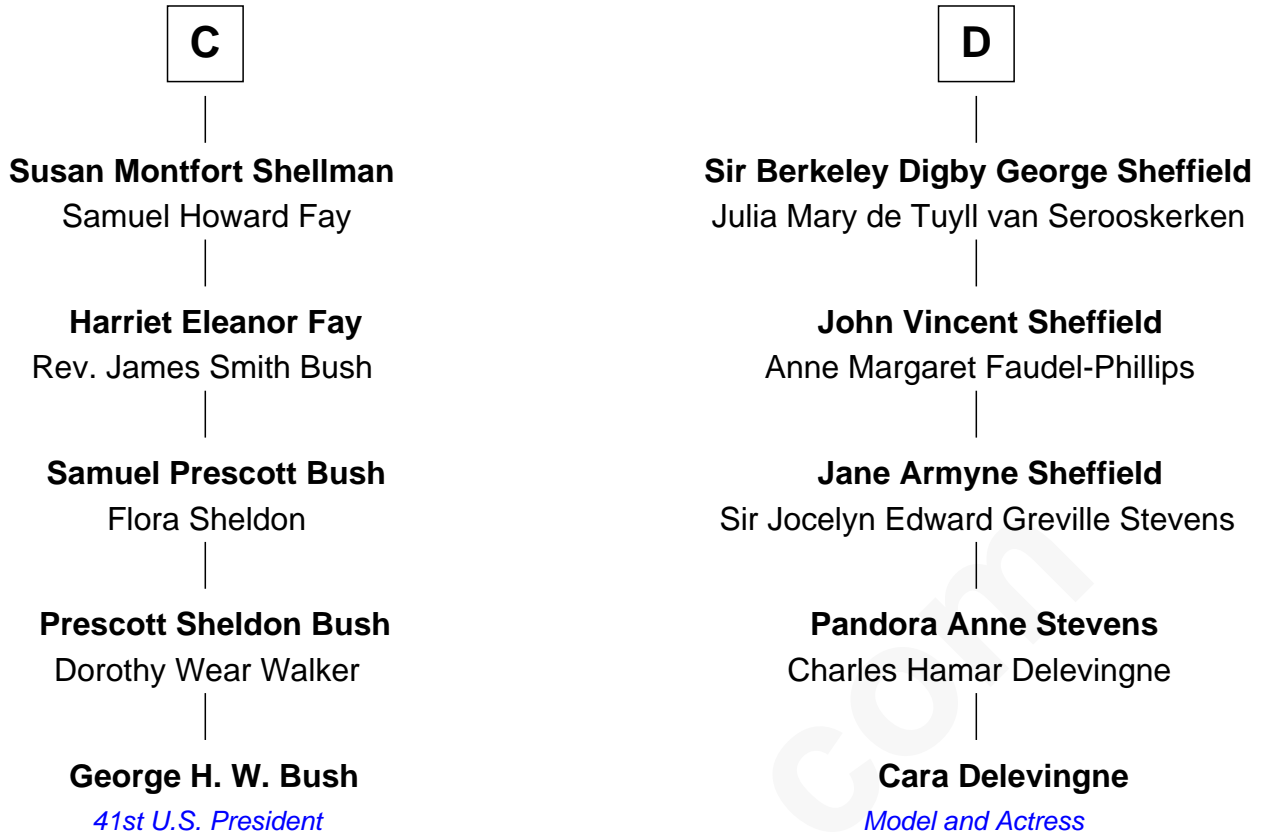 C
Susan Montfort Shellman
Samuel Howard Fay
Harriet Eleanor Fay
Rev. James Smith Bush
Samuel Prescott Bush
Flora Sheldon
Prescott Sheldon Bush
Dorothy Wear Walker
George H. W. Bush
41st U.S. President
D
Sir Berkeley Digby George Sheffield
Julia Mary de Tuyll van Serooskerken
John Vincent Sheffield
Anne Margaret Faudel-Phillips
Jane Armyne Sheffield
Sir Jocelyn Edward Greville Stevens
Pandora Anne Stevens
Charles Hamar Delevingne
Cara Delevingne
Model and Actress
com